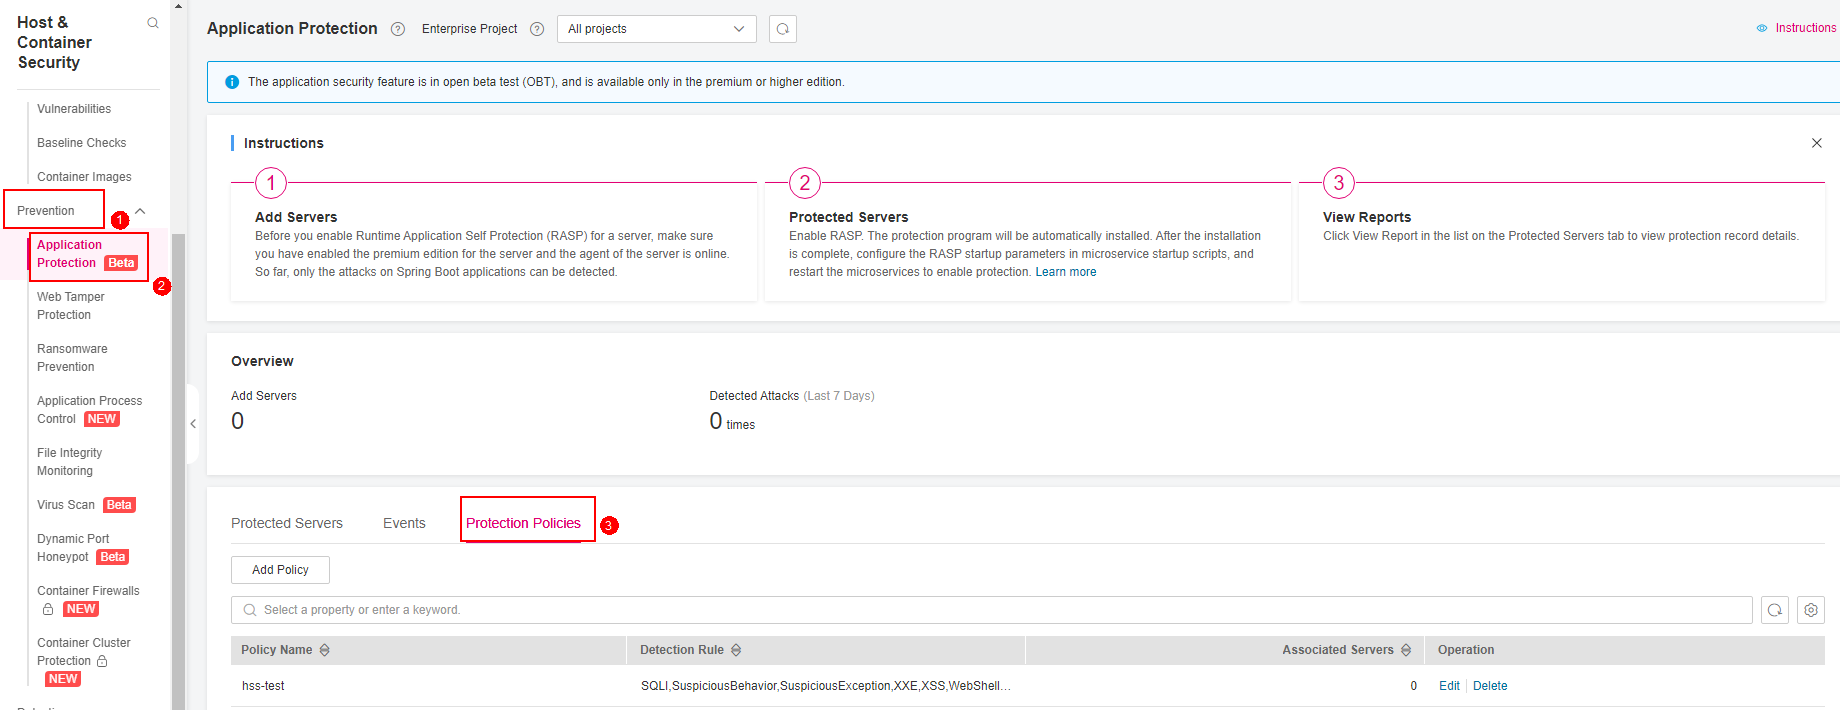 Host &
Container
Security
Vulnerabilities
Baseline Checks
Container Images
Prevention
1
Application
Protection Beta
2
Web Tamper
Protection
Ransomware
Prevention
Application Process
Control NEW
File Integrity
Monitoring
Virus Scan Beta
Dynamic Port
Honeypot Beta
Container Firewalls
NEW
Container Cluster
Protection
NEW
Application Protection ? Enterprise Project ? All projects
Instructions
The application security feature is in open beta test (OBT), and is available only in the premium or higher edition.
Instructions
1
Add Servers
Before you enable Runtime Application Self Protection (RASP) for a server, make sure
you have enabled the premium edition for the server and the agent of the server is online.
So far, only the attacks on Spring Boot applications can be detected.
2
Protected Servers
Enable RASP. The protection program will be automatically installed. After the installation
is complete, configure the RASP startup parameters in microservice startup scripts, and
restart the microservices to enable protection. Learn more
3
View Reports
Click View Report in the list on the Protected Servers tab to view protection record details.
Overview
Add Servers
0
Detected Attacks (Last 7 Days)
0 times
Protected Servers Events Protection Policies 3
Add Policy
Select a property or enter a keyword.
Policy Name Detection Rule Associated Servers Operation
hss-test SQLI,SuspiciousBehavior,SuspiciousException,XXE,XSS,WebShell... 0 Edit Delete